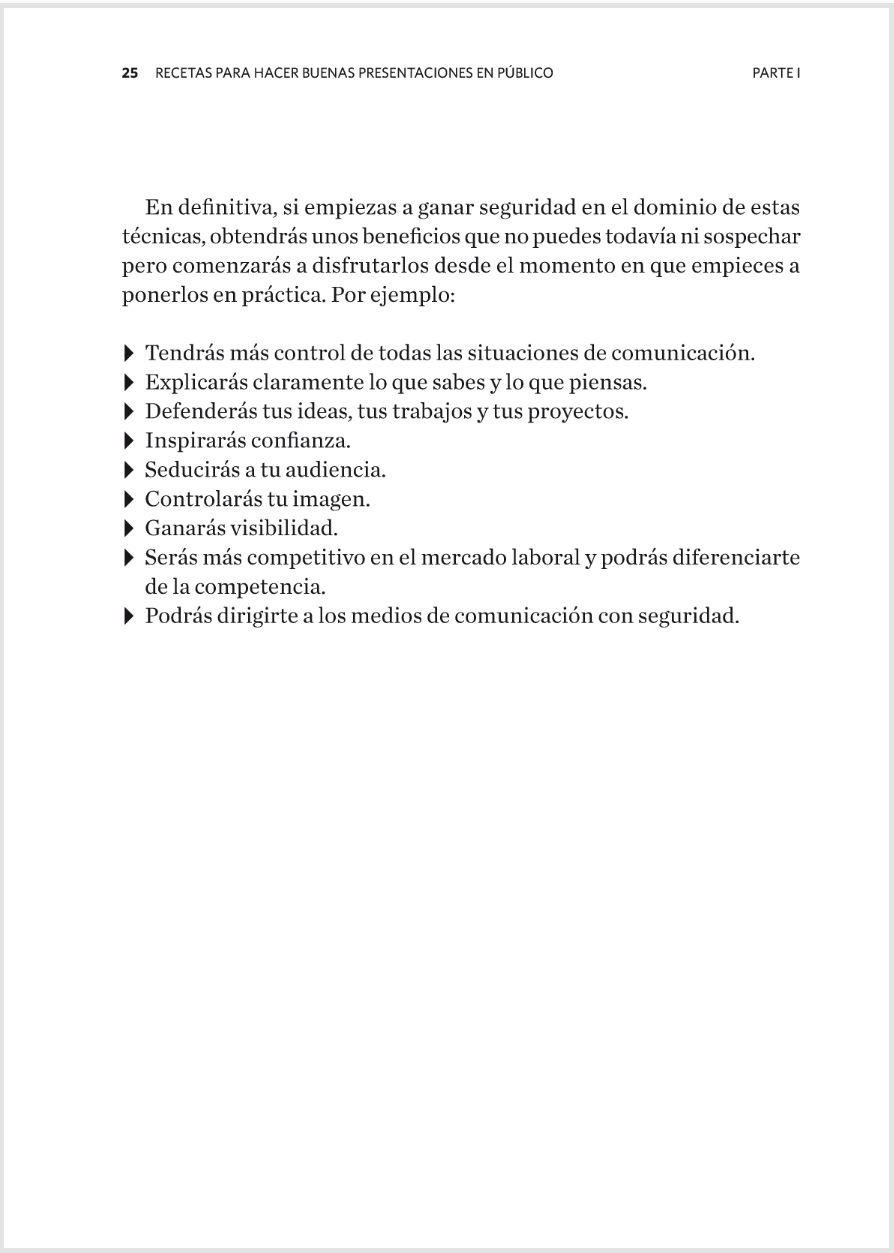 25 RECETAS PARA HACER BUENAS PRESENTACIONES EN PÚBLICO PARTE I
En definitiva, si empiezas a ganar seguridad en el dominio de estas
técnicas, obtendrás unos beneficios que no puedes todavía ni sospechar
pero comenzarás a disfrutarlos desde el momento en que empieces a
ponerlos en práctica. Por ejemplo:
Tendrás más control de todas las situaciones de comunicación.
Explicarás claramente lo que sabes y lo que piensas.
Defenderás tus ideas, tus trabajos y tus proyectos.
Inspirarás confianza.
Seducirás a tu audiencia.
Controlarás tu imagen.
Ganarás visibilidad.
Serás más competitivo en el mercado laboral y podrás diferenciarte
de la competencia.
Podrás dirigirte a los medios de comunicación con seguridad.